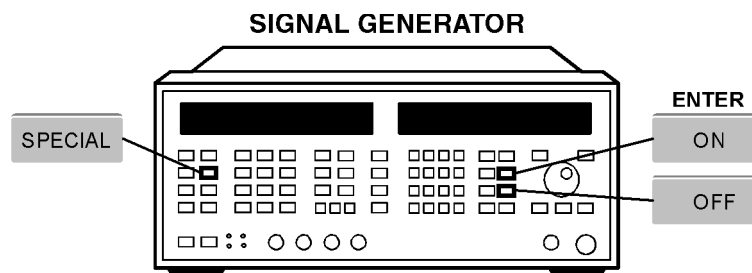 SIGNAL GENERATOR
ENTER
SPECIAL
ON
OFF